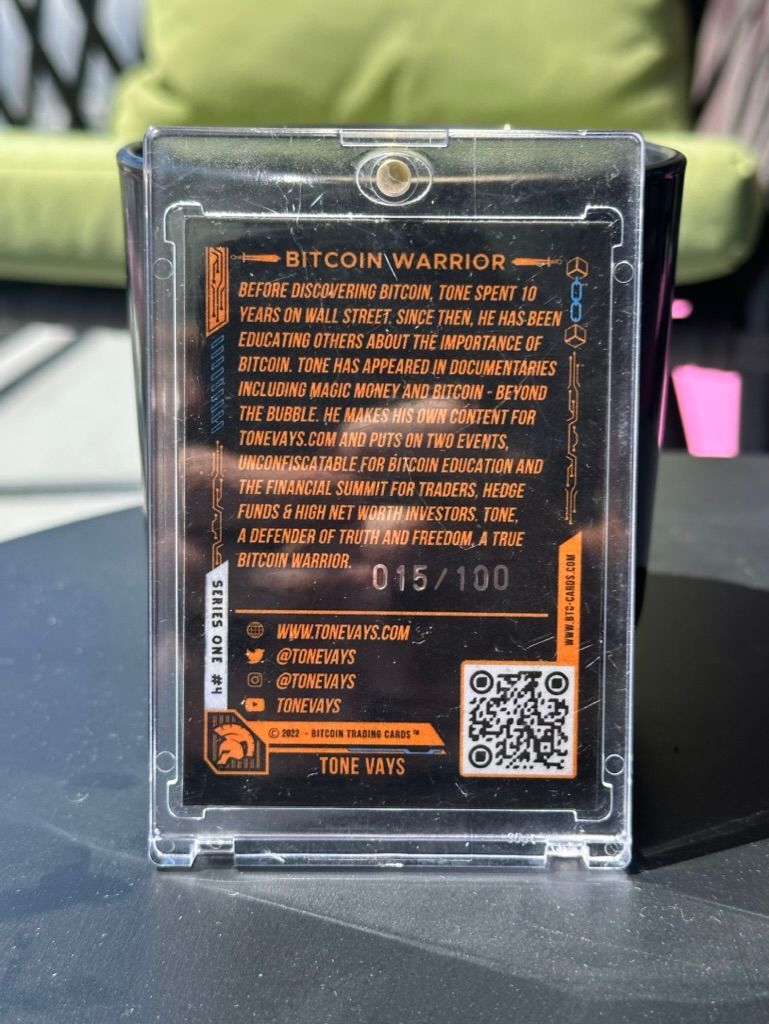 BITCOIN WARRIOR
BEFORE DISCOVERING BITCOIN, TONE SPENT 10
YEARS ON WALL STREET. SINCE THEN, HE HAS BEEN
EDUCATING OTHERS ABOUT THE IMPORTANCE OF
BITCOIN. TONE HAS APPEARED IN DOCUMENTARIES
INCLUDING MAGIC MONEY AND BITCOIN - BEYOND
THE BUBBLE. HE MAKES HIS OWN CONTENT FOR
TONEVAYS.COM AND PUTS ON TWO EVENTS,
UNCONFISCATABLE FOR BITCOIN EDUCATION AND
THE FINANCIAL SUMMIT FOR TRADERS, HEDGE
FUNDS & HIGH NET WORTH INVESTORS. TONE,
A DEFENDER OF TRUTH AND FREEDOM, A TRUE
BITCOIN WARRIOR.
015/100
WWW.TONEVAYS.COM
@TONEVAYS
@TONEVAYS
TONEVAYS
SERIES ONE #4
WWW.BTC-CARDS.COM
© 2022 - BITCOIN TRADING CARDS™
TONE VAYS
35pt